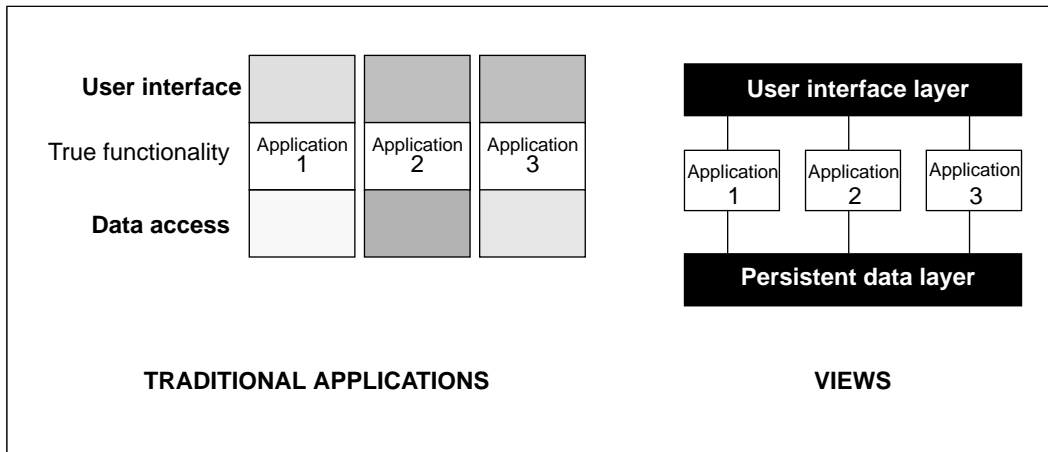 User interface
True functionality
Data access
Application
1
Application
2
Application
3
TRADITIONAL APPLICATIONS
User interface layer
Application
1
Application
2
Application
3
Persistent data layer
VIEWS